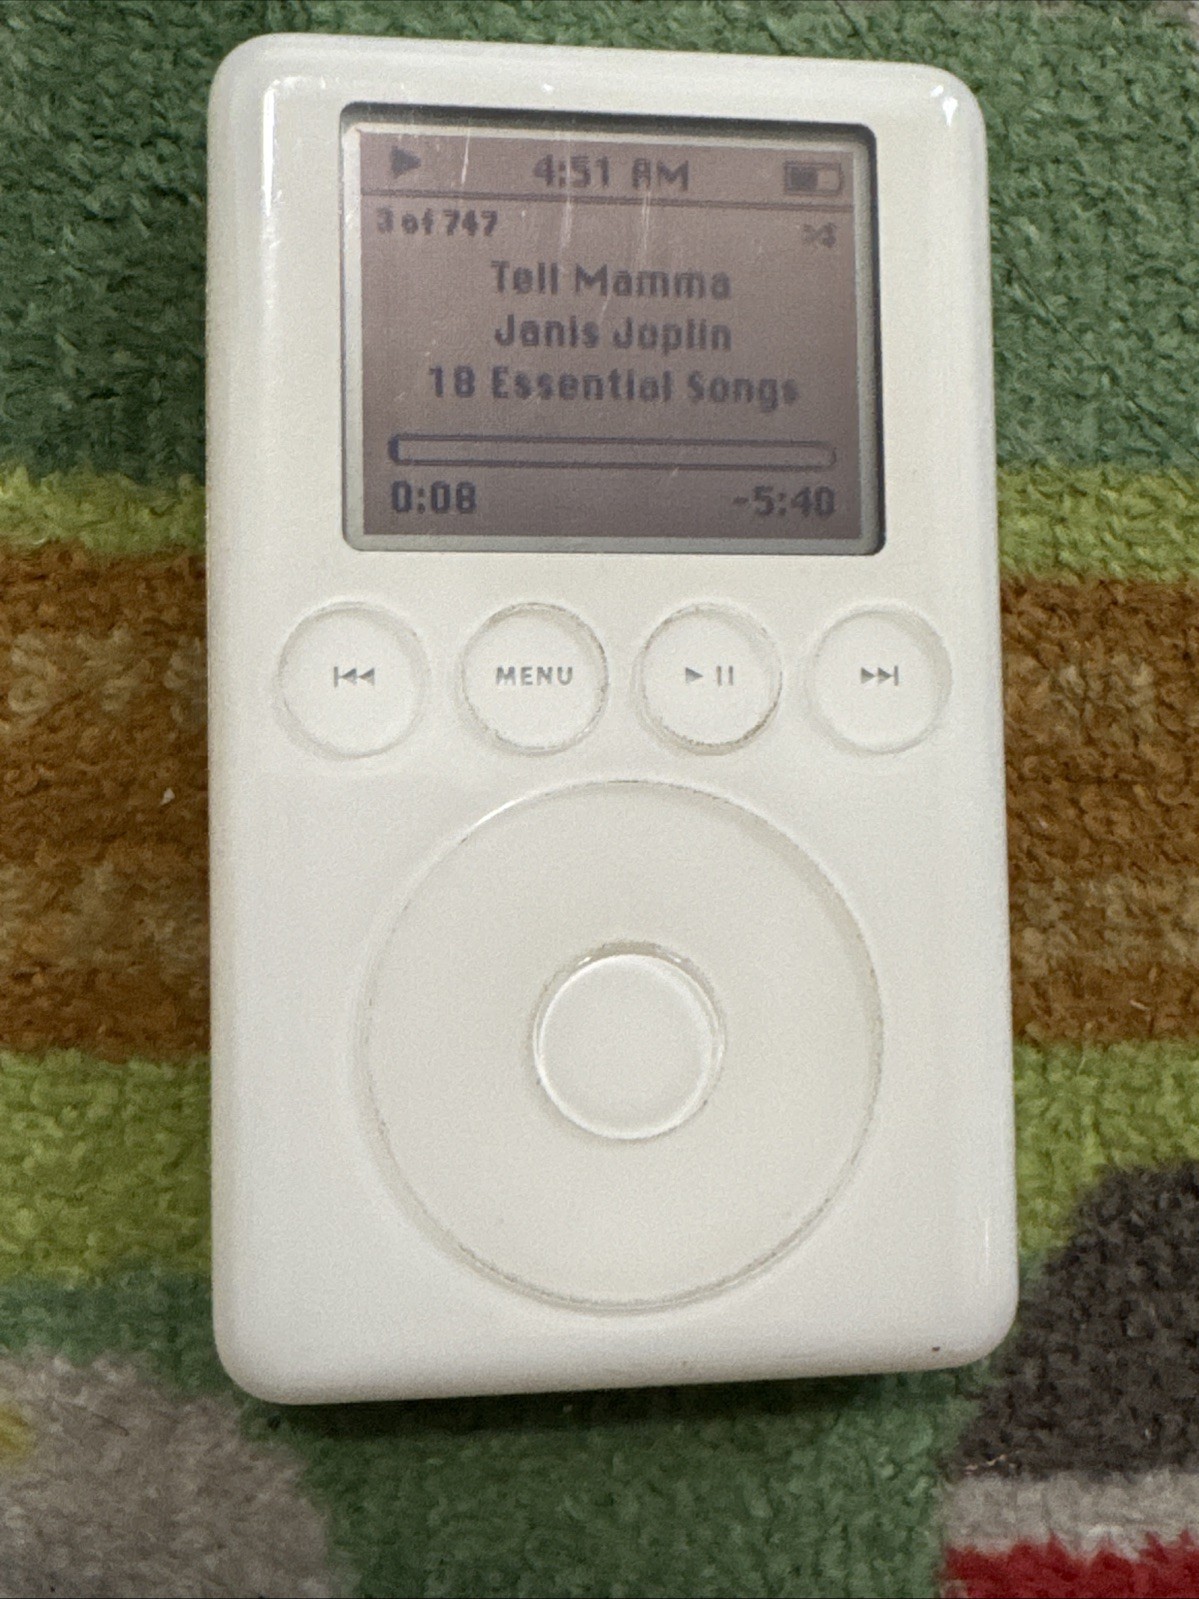 4:51 AM
3 of 747
Tell Mamma
Janis Joplin
18 Essential Songs
0:08 -5:40
MENU